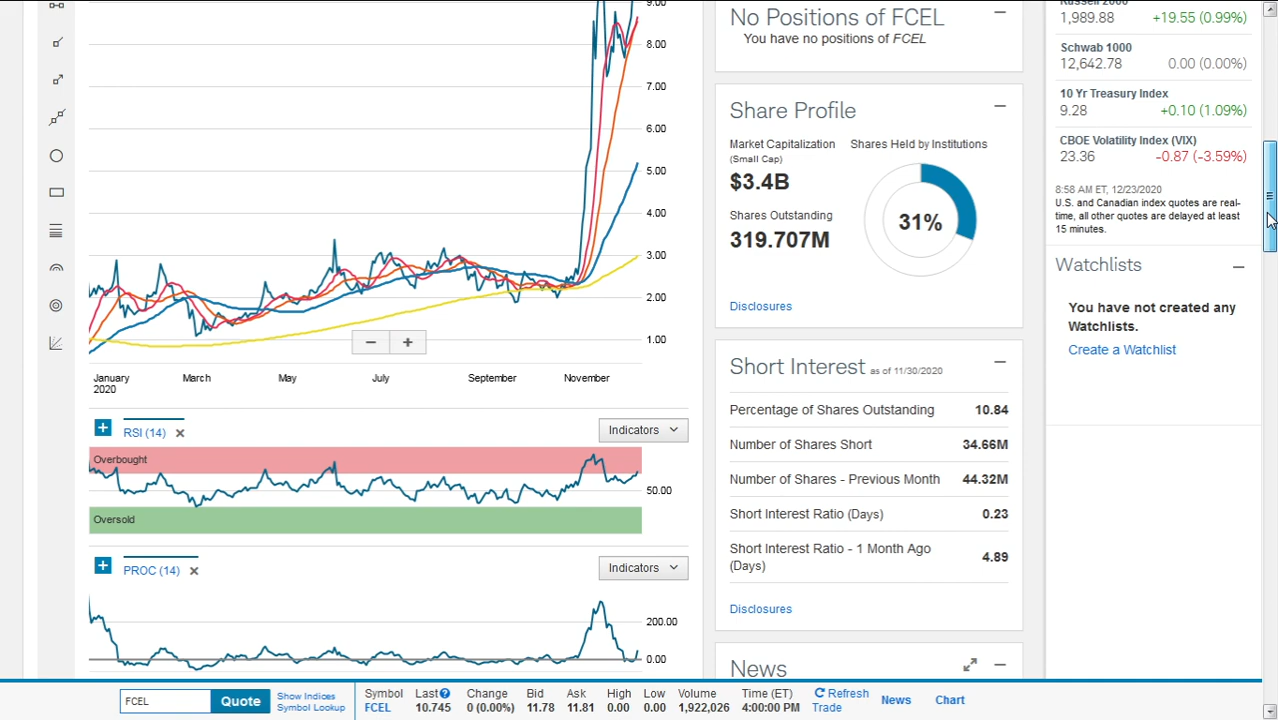 9.00
8.00
7.00
6.00
5.00
4.00
3.00
2.00
1.00
January
2020
March
May
July
September
November
RSI (14)
Indicators
Overbought
50.00
Oversold
PROC (14)
Indicators
200.00
0.00
No Positions of FCEL
You have no positions of FCEL
Share Profile
Market Capitalization
(Small Cap)
$3.4B
Shares Outstanding
319.707M
Shares Held by Institutions
31%
Disclosures
Short Interest as of 11/30/2020
Percentage of Shares Outstanding 10.84
Number of Shares Short 34.66M
Number of Shares - Previous Month 44.32M
Short Interest Ratio (Days) 0.23
Short Interest Ratio - 1 Month Ago
(Days) 4.89
Disclosures
News
Russell 2000
1,989.88 +19.55 (0.99%)
Schwab 1000
12,642.78 0.00 (0.00%)
10 Yr Treasury Index
9.28 +0.10 (1.09%)
CBOE Volatility Index (VIX)
23.36 -0.87 (-3.59%)
8:58 AM ET, 12/23/2020
U.S. and Canadian index quotes are real-
time, all other quotes are delayed at least
15 minutes.
Watchlists
You have not created any
Watchlists.
Create a Watchlist
FCEL
Quote
Show Indices
Symbol Lookup
Symbol Last Change Bid Ask High Low Volume Time (ET) Refresh
FCEL 10.745 0 (0.00%) 11.78 11.81 0.00 0.00 1,922,026 4:00:00 PM Trade
News
Chart